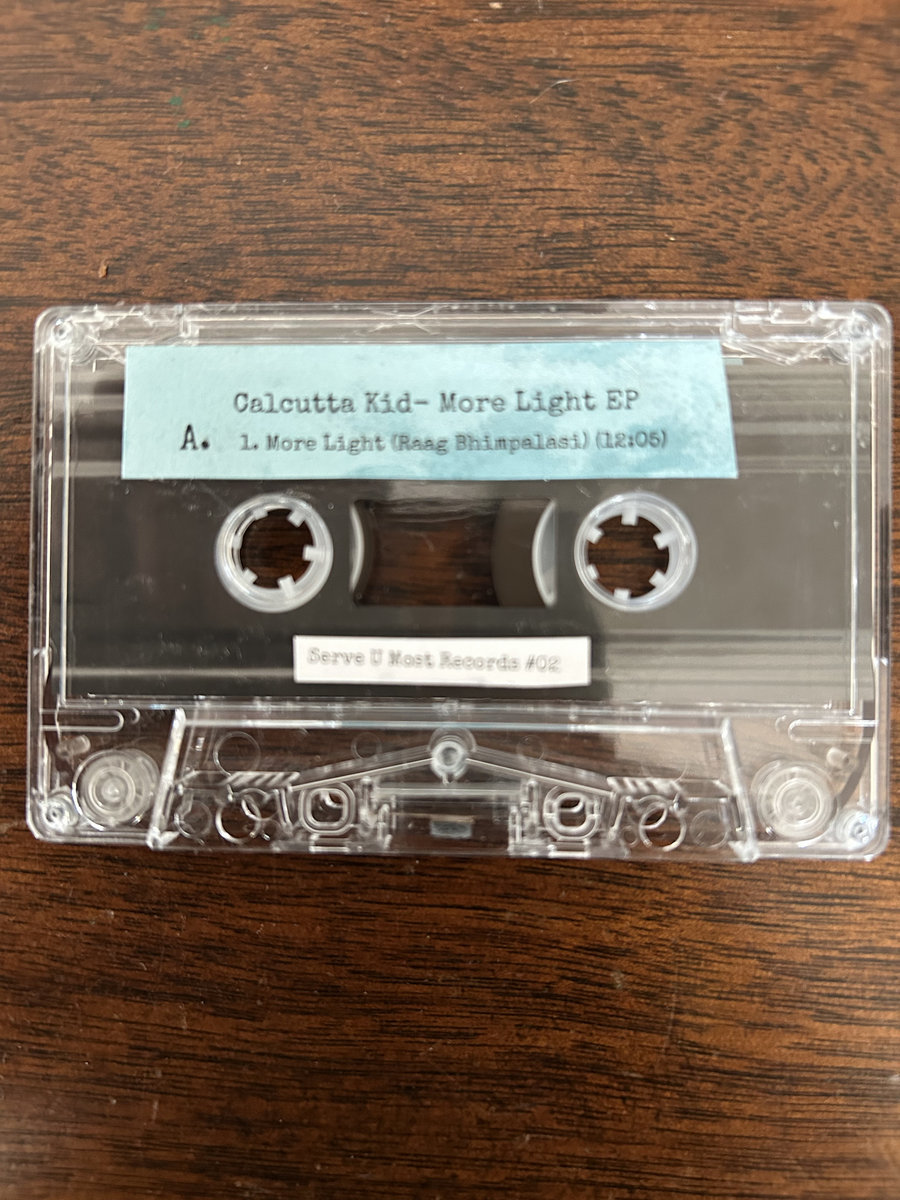 Calcutta Kid- More Light EP
A. 1. More Light (Raag Bhimpalasi) (12:05)
Serve U Most Records #02